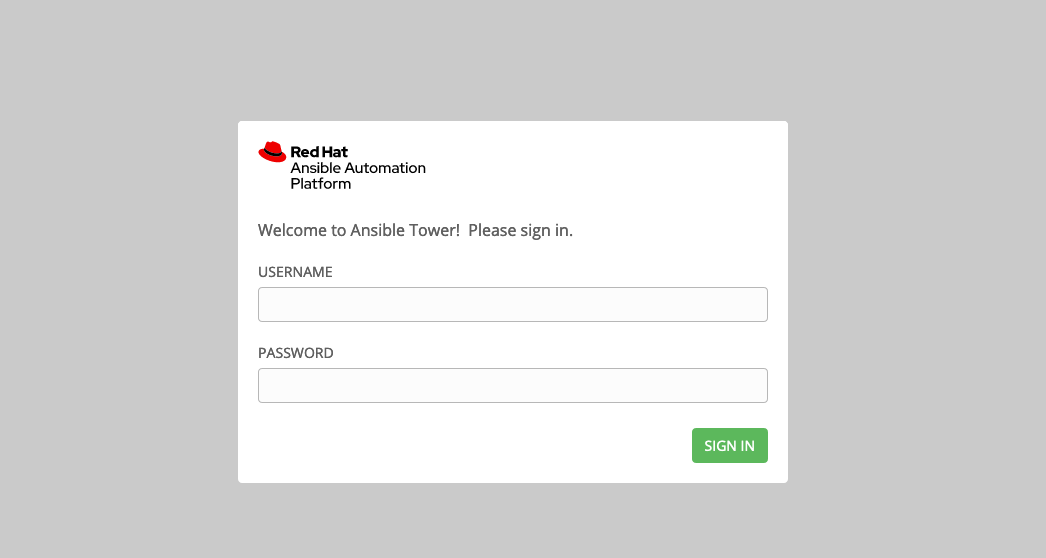 Red Hat
Ansible Automation
Platform
Welcome to Ansible Tower!  Please sign in.
USERNAME
PASSWORD
SIGN IN